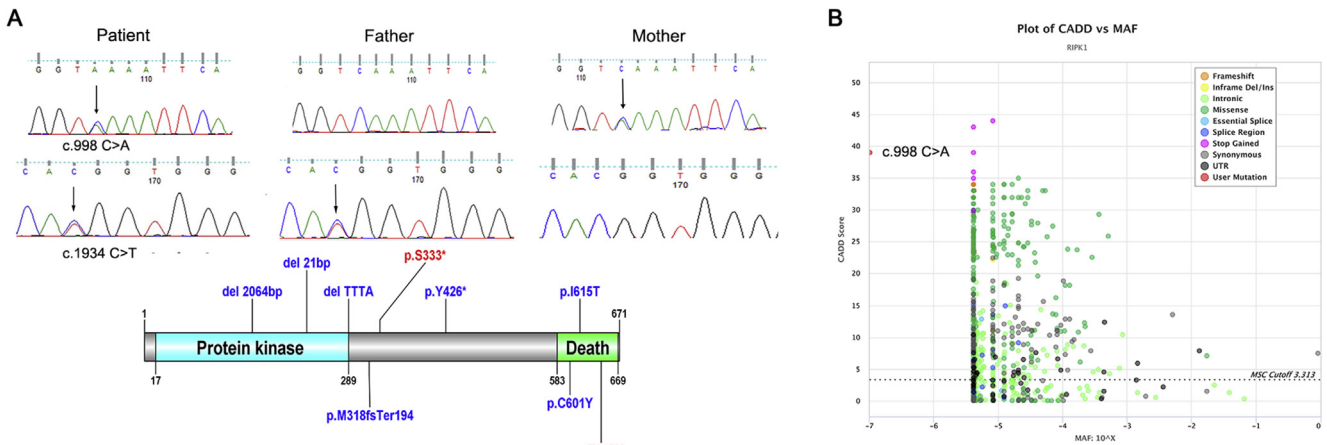 A
Patient
Father
Mother
G G T A A A A T T C A
110
G G T C A A A T T C A
110
G G T C A A A T T C A
110
c.998 C>A
C A C G G T G G G
170
C A C G G T G G G
170
C A C G G T G G G
170
c.1934 C>T
del 2064bp
del 21bp
del TTTA
p.S333*
p.Y426*
p.I615T
1
671
Protein kinase
Death
17
289
583
669
p.M318fsTer194
p.C601Y
B
Plot of CADD vs MAF
RIPK1
CADD Score
50
45
40
35
30
25
20
15
10
5
0
c.998 C>A
Frameshift
Inframe Del/Ins
Intronic
Missense
Essential Splice
Splice Region
Stop Gained
Synonymous
UTR
User Mutation
MSC Cutoff 3.313
-7
-6
-5
-4
-3
-2
-1
0
MAF: 10^X